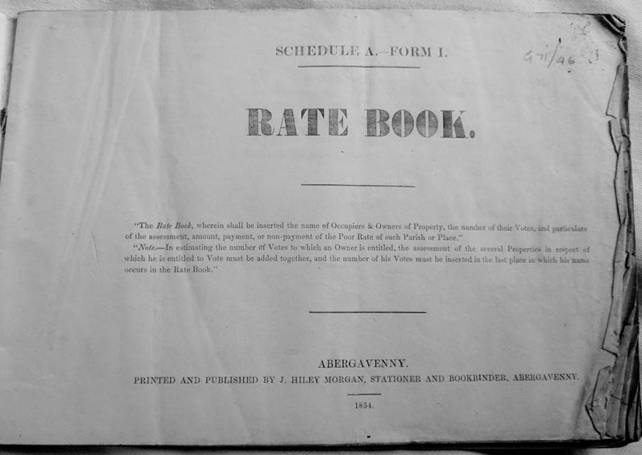 SCHEDULE A.—FORM I.
RATE BOOK.
"The Rate Book, wherein shall be inserted the name of Occupiers & Owners of Property, the number of their Votes, and particulars
of the assessment, amount, payment, or non-payment of the Poor Rate of such Parish or Place."
"Note.—In estimating the number of Votes to which an Owner is entitled, the assessment of the several Properties in respect of
which he is entitled to Vote must be added together, and the number of his Votes must be inserted in the last place in which his name
occurs in the Rate Book."
ABERGAVENNY.
PRINTED AND PUBLISHED BY J. HILEY MORGAN, STATIONER AND BOOKBINDER, ABERGAVENNY.
1854.